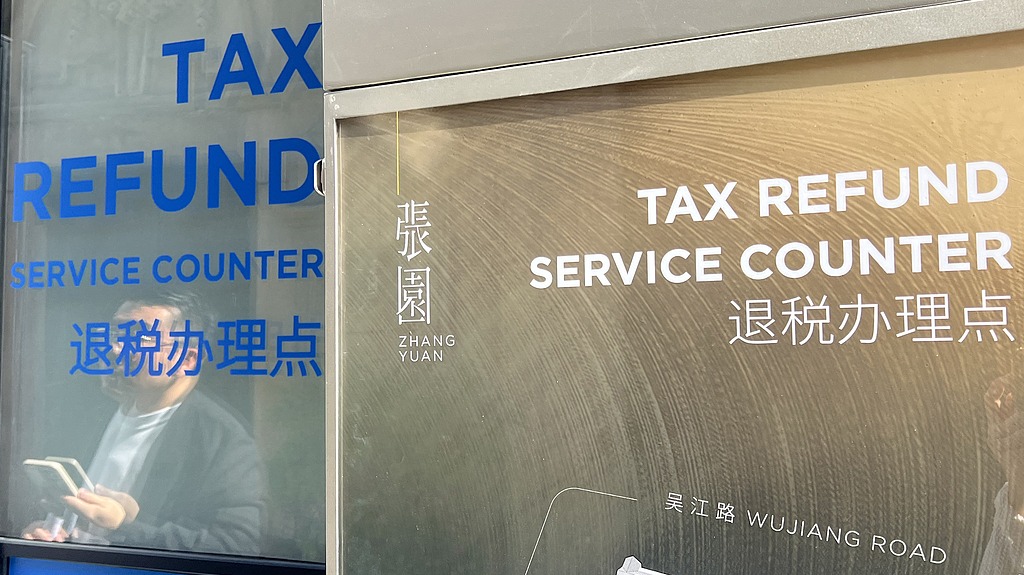 TAX
REFUND
SERVICE COUNTER
退税办理点
張園
ZHANG
YUAN
TAX REFUND
SERVICE COUNTER
退税办理点
吴江路 WUJIANG ROAD